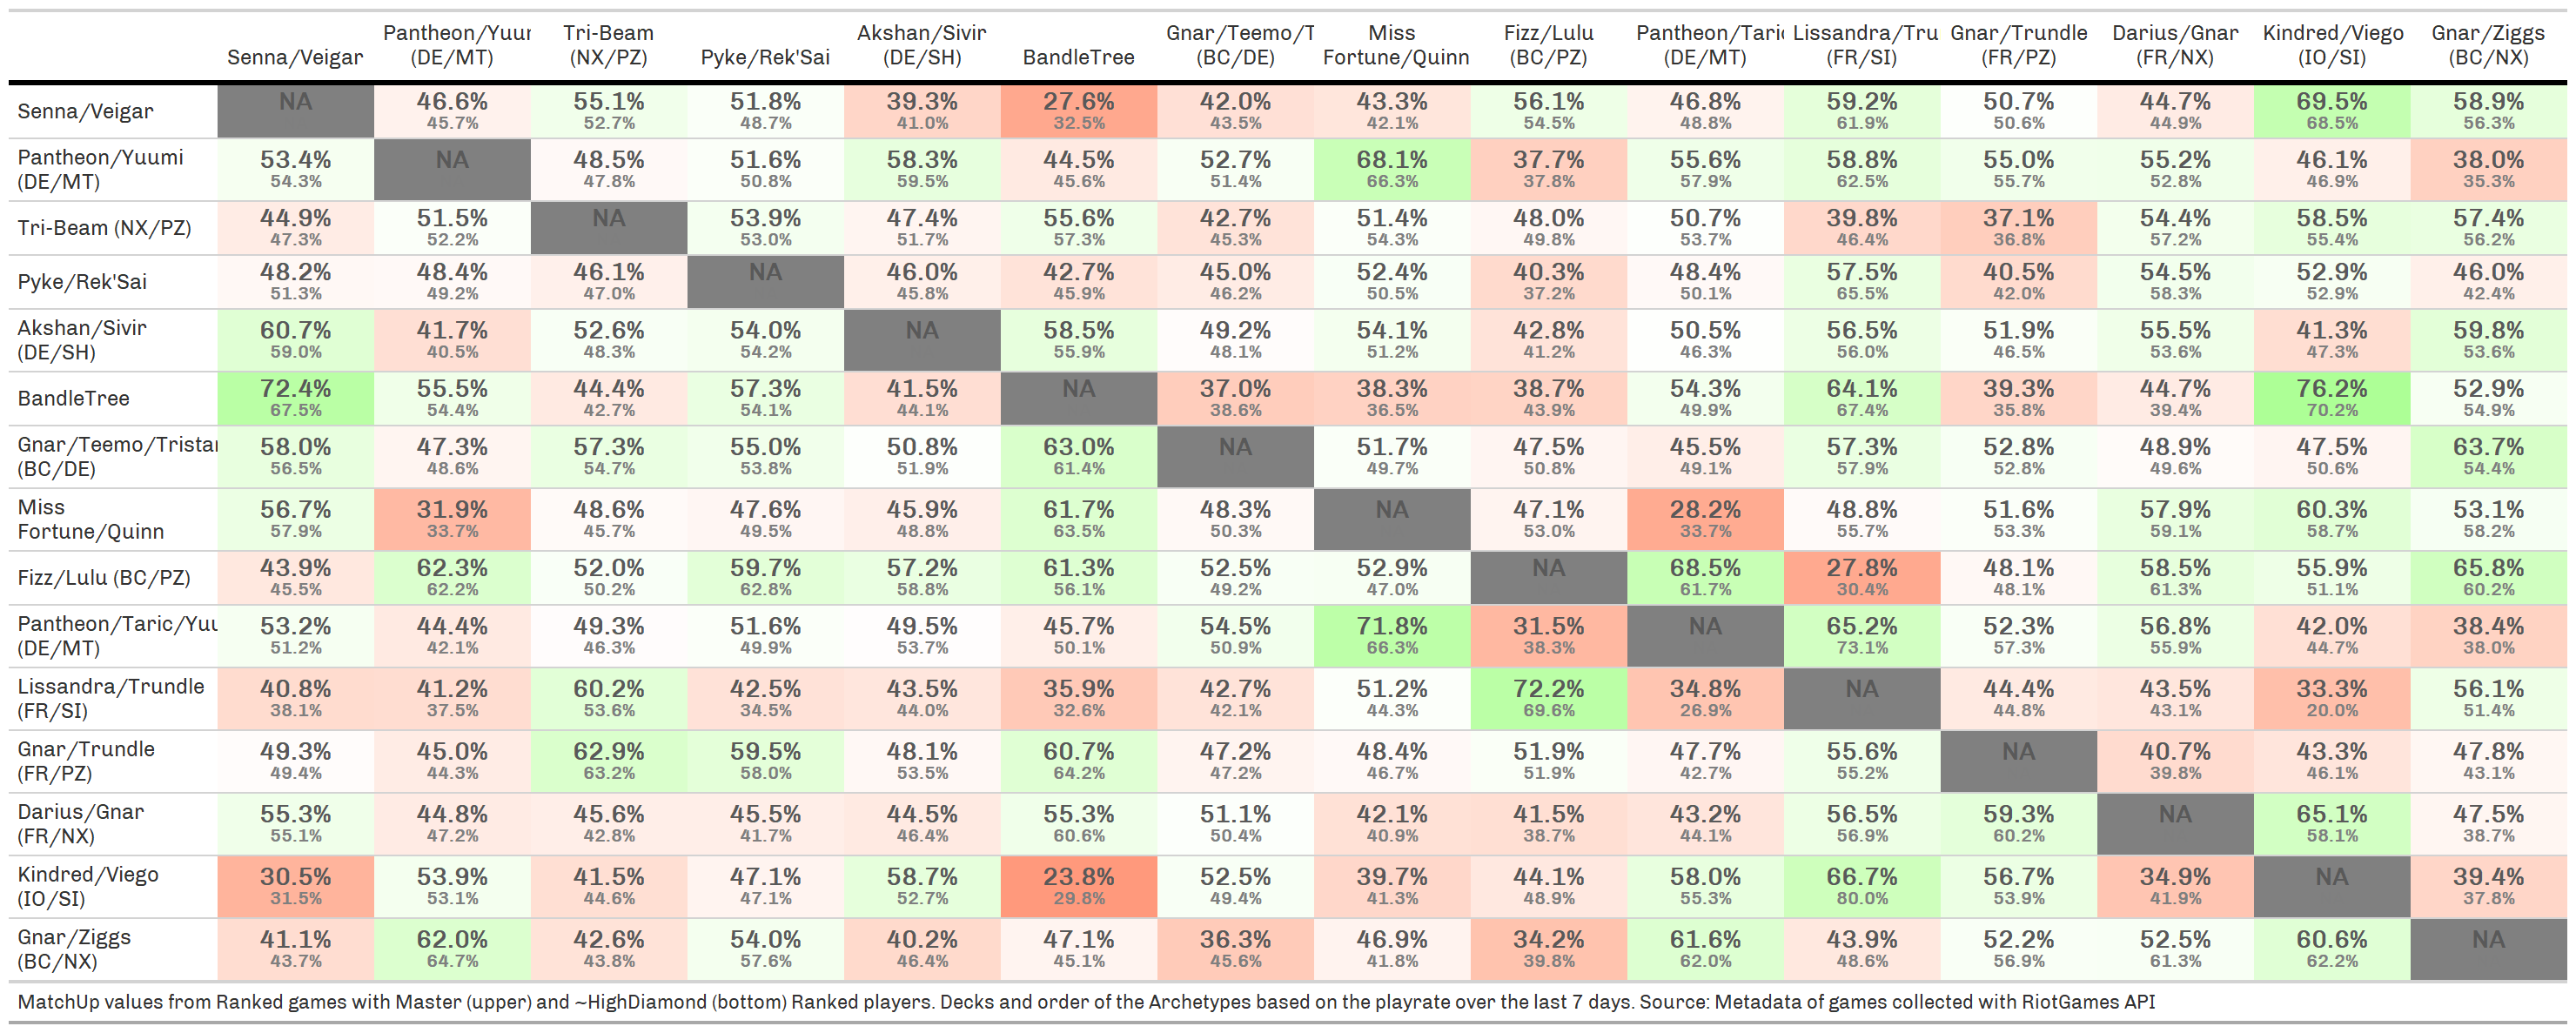 Pantheon/Yuur Tri-Beam Akshan/Sivir Gnar/Teemo/T Miss Fizz/Lulu Pantheon/Taric Lissandra/Tru Gnar/Trundle Darius/Gnar Kindred/Viego Gnar/Ziggs
Senna/Veigar (DE/MT) (NX/PZ) Pyke/Rek'Sai (DE/SH) BandleTree (BC/DE) Fortune/Quinn (BC/PZ) (DE/MT) (FR/SI) (FR/PZ) (FR/NX) (IO/SI) (BC/NX)
Senna/Veigar NA 46.6% 55.1% 51.8% 39.3% 27.6% 42.0% 43.3% 56.1% 46.8% 59.2% 50.7% 44.7% 69.5% 58.9%
45.7% 52.7% 48.7% 41.0% 32.5% 43.5% 42.1% 54.5% 48.8% 61.9% 50.6% 44.9% 68.5% 56.3%
Pantheon/Yuumi 53.4% NA 48.5% 51.6% 58.3% 44.5% 52.7% 68.1% 37.7% 55.6% 58.8% 55.0% 55.2% 46.1% 38.0%
(DE/MT) 54.3% 47.8% 50.8% 59.5% 45.6% 51.4% 66.3% 37.8% 57.9% 62.5% 55.7% 52.8% 46.9% 35.3%
Tri-Beam (NX/PZ) 44.9% 51.5% NA 53.9% 47.4% 55.6% 42.7% 51.4% 48.0% 50.7% 39.8% 37.1% 54.4% 58.5% 57.4%
47.3% 52.2% 53.0% 51.7% 57.3% 45.3% 54.3% 49.8% 53.7% 46.4% 36.8% 57.2% 55.4% 56.2%
Pyke/Rek'Sai 48.2% 48.4% 46.1% NA 46.0% 42.7% 45.0% 52.4% 40.3% 48.4% 57.5% 40.5% 54.5% 52.9% 46.0%
51.3% 49.2% 47.0% 45.8% 45.9% 46.2% 50.5% 37.2% 50.1% 65.5% 42.0% 58.3% 52.9% 42.4%
Akshan/Sivir 60.7% 41.7% 52.6% 54.0% NA 58.5% 49.2% 54.1% 42.8% 50.5% 56.5% 51.9% 55.5% 41.3% 59.8%
(DE/SH) 59.0% 40.5% 48.3% 54.2% 55.9% 48.1% 51.2% 41.2% 46.3% 56.0% 46.5% 53.6% 47.3% 53.6%
BandleTree 72.4% 55.5% 44.4% 57.3% 41.5% NA 37.0% 38.3% 38.7% 54.3% 64.1% 39.3% 44.7% 76.2% 52.9%
67.5% 54.4% 42.7% 54.1% 44.1% 38.6% 36.5% 43.9% 49.9% 67.4% 35.8% 39.4% 70.2% 54.9%
Gnar/Teemo/Tristar 58.0% 47.3% 57.3% 55.0% 50.8% 63.0% NA 51.7% 47.5% 45.5% 57.3% 52.8% 48.9% 47.5% 63.7%
(BC/DE) 56.5% 48.6% 54.7% 53.8% 51.9% 61.4% 49.7% 50.8% 49.1% 57.9% 52.8% 49.6% 50.6% 54.4%
Miss 56.7% 31.9% 48.6% 47.6% 45.9% 61.7% 48.3% NA 47.1% 28.2% 48.8% 51.6% 57.9% 60.3% 53.1%
Fortune/Quinn 57.9% 33.7% 45.7% 49.5% 48.8% 63.5% 50.3% 53.0% 33.7% 55.7% 53.3% 59.1% 58.7% 58.2%
Fizz/Lulu (BC/PZ) 43.9% 62.3% 52.0% 59.7% 57.2% 61.3% 52.5% 52.9% NA 68.5% 27.8% 48.1% 58.5% 55.9% 65.8%
45.5% 62.2% 50.2% 62.8% 58.8% 56.1% 49.2% 47.0% 61.7% 30.4% 48.1% 61.3% 51.1% 60.2%
Pantheon/Taric/Yuu 53.2% 44.4% 49.3% 51.6% 49.5% 45.7% 54.5% 71.8% 31.5% NA 65.2% 52.3% 56.8% 42.0% 38.4%
(DE/MT) 51.2% 42.1% 46.3% 49.9% 53.7% 50.1% 50.9% 66.3% 38.3% 73.1% 57.3% 55.9% 44.7% 38.0%
Lissandra/Trundle 40.8% 41.2% 60.2% 42.5% 43.5% 35.9% 42.7% 51.2% 72.2% 34.8% NA 44.4% 43.5% 33.3% 56.1%
(FR/SI) 38.1% 37.5% 53.6% 34.5% 44.0% 32.6% 42.1% 44.3% 69.6% 26.9% 44.8% 43.1% 20.0% 51.4%
Gnar/Trundle 49.3% 45.0% 62.9% 59.5% 48.1% 60.7% 47.2% 48.4% 51.9% 47.7% 55.6% NA 40.7% 43.3% 47.8%
(FR/PZ) 49.4% 44.3% 63.2% 58.0% 53.5% 64.2% 47.2% 46.7% 51.9% 42.7% 55.2% 39.8% 46.1% 43.1%
Darius/Gnar 55.3% 44.8% 45.6% 45.5% 44.5% 55.3% 51.1% 42.1% 41.5% 43.2% 56.5% 59.3% NA 65.1% 47.5%
(FR/NX) 55.1% 47.2% 42.8% 41.7% 46.4% 60.6% 50.4% 40.9% 38.7% 44.1% 56.9% 60.2% 58.1% 38.7%
Kindred/Viego 30.5% 53.9% 41.5% 47.1% 58.7% 23.8% 52.5% 39.7% 44.1% 58.0% 66.7% 56.7% 34.9% NA 39.4%
(IO/SI) 31.5% 53.1% 44.6% 47.1% 52.7% 29.8% 49.4% 41.3% 48.9% 55.3% 80.0% 53.9% 41.9% 37.8%
Gnar/Ziggs 41.1% 62.0% 42.6% 54.0% 40.2% 47.1% 36.3% 46.9% 34.2% 61.6% 43.9% 52.2% 52.5% 60.6% NA
(BC/NX) 43.7% 64.7% 43.8% 57.6% 46.4% 45.1% 45.6% 41.8% 39.8% 62.0% 48.6% 56.9% 61.3% 62.2%
MatchUp values from Ranked games with Master (upper) and ~HighDiamond (bottom) Ranked players. Decks and order of the Archetypes based on the playrate over the last 7 days. Source: Metadata of games collected with RiotGames API